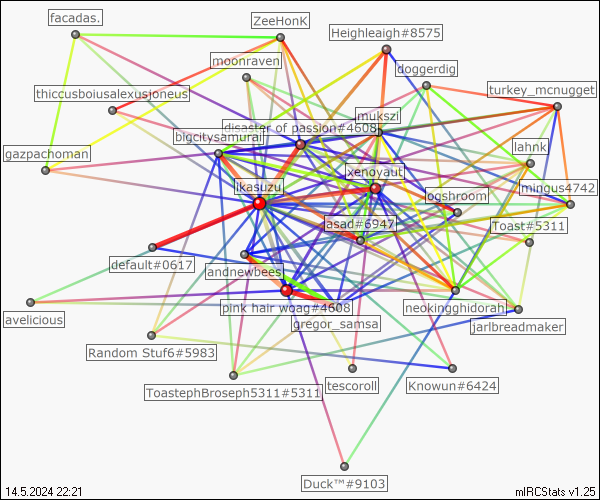 facadas.
ZeeHonK
Heighleaigh#8575
moonraven
doggerdig
turkey_mcnugget
thiccsboiusalexusjoneus
mukszi
disaster of passion#4608
bigcitysamurai
lahnk
gazpachoman
xenoyaut
likasuzu
ogshroom
mingus4742
asad#6947
Toast#5311
default#0617
andnewbees
pink hair woag#4608
neokingghidorah
avelicious
gregor_samsa
jarlbreadmaker
Random Stuf6#5983
ToastephBroseph5311#5311
tescoroll
Knowun#6424
Duck™#9103
14.5.2024 22:21
mIRCStats v1.25